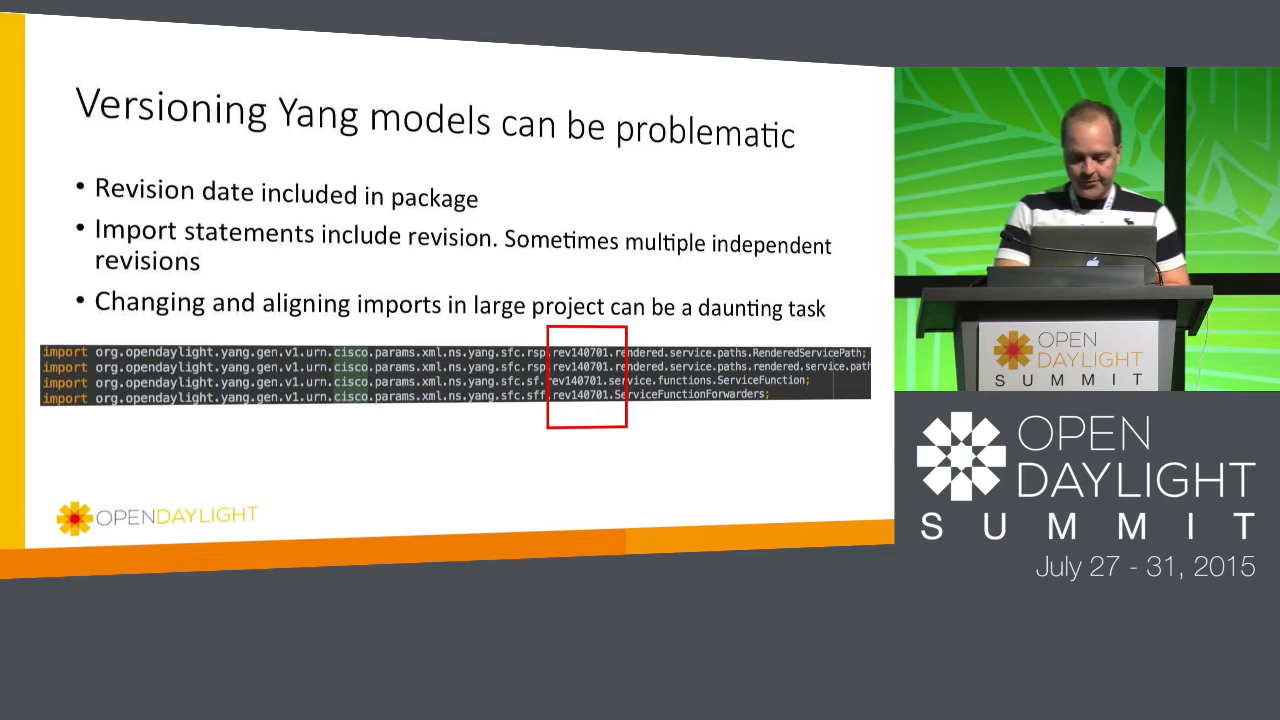 Versioning Yang models can be problematic
• Revision date included in package
• Import statements include revision. Sometimes multiple independent
revisions
• Changing and aligning imports in large project can be a daunting task
import org.opendaylight.yang.gen.v1.urn.cisco.params.xml.ns.yang.sfc.rsp.rev140701.rendered.service.paths.RenderedServicePath;
import org.opendaylight.yang.gen.v1.urn.cisco.params.xml.ns.yang.sfc.rsp.rev140701.rendered.service.paths.rendered.service.path
import org.opendaylight.yang.gen.v1.urn.cisco.params.xml.ns.yang.sfc.sf.rev140701.service.functions.ServiceFunction;
import org.opendaylight.yang.gen.v1.urn.cisco.params.xml.ns.yang.sfc.sff.rev140701.ServiceFunctionForwarders;
OPENDAYLIGHT
OPEN
DAYLIGHT
SUMMIT
OPEN
DAYLIGHT
SUMMIT
July 27 - 31, 2015